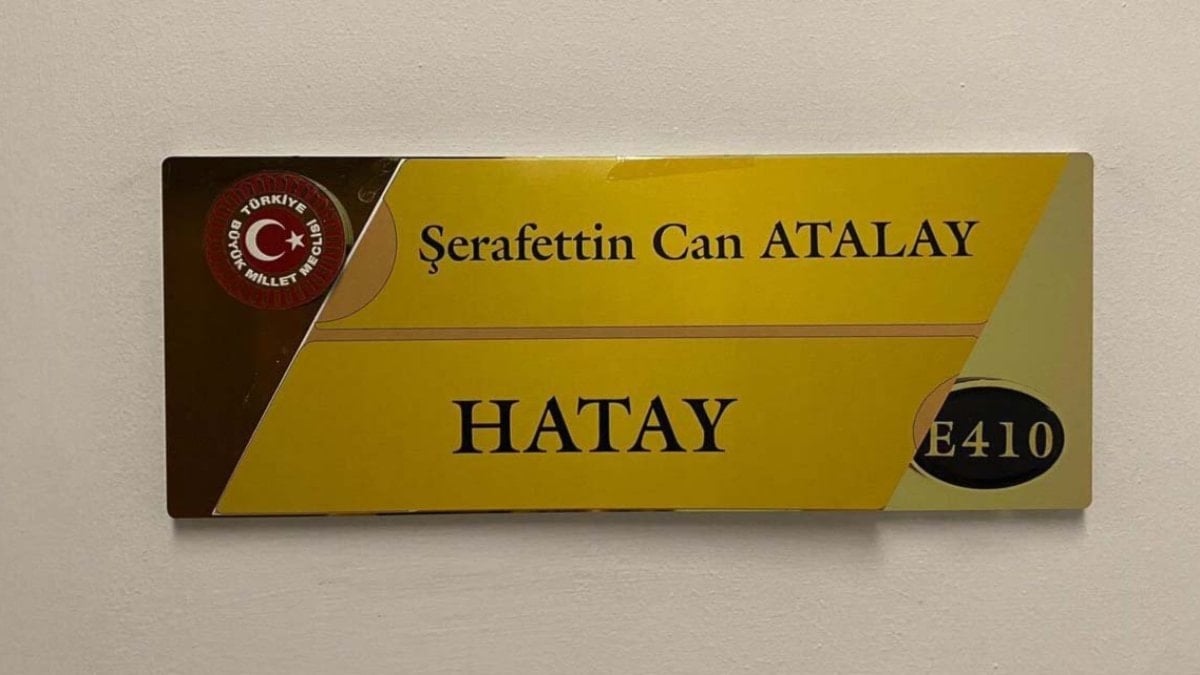 TÜRKİYE
BÜYÜK MİLLET MECLİSİ
Şerafettin Can ATALAY
HATAY
E410